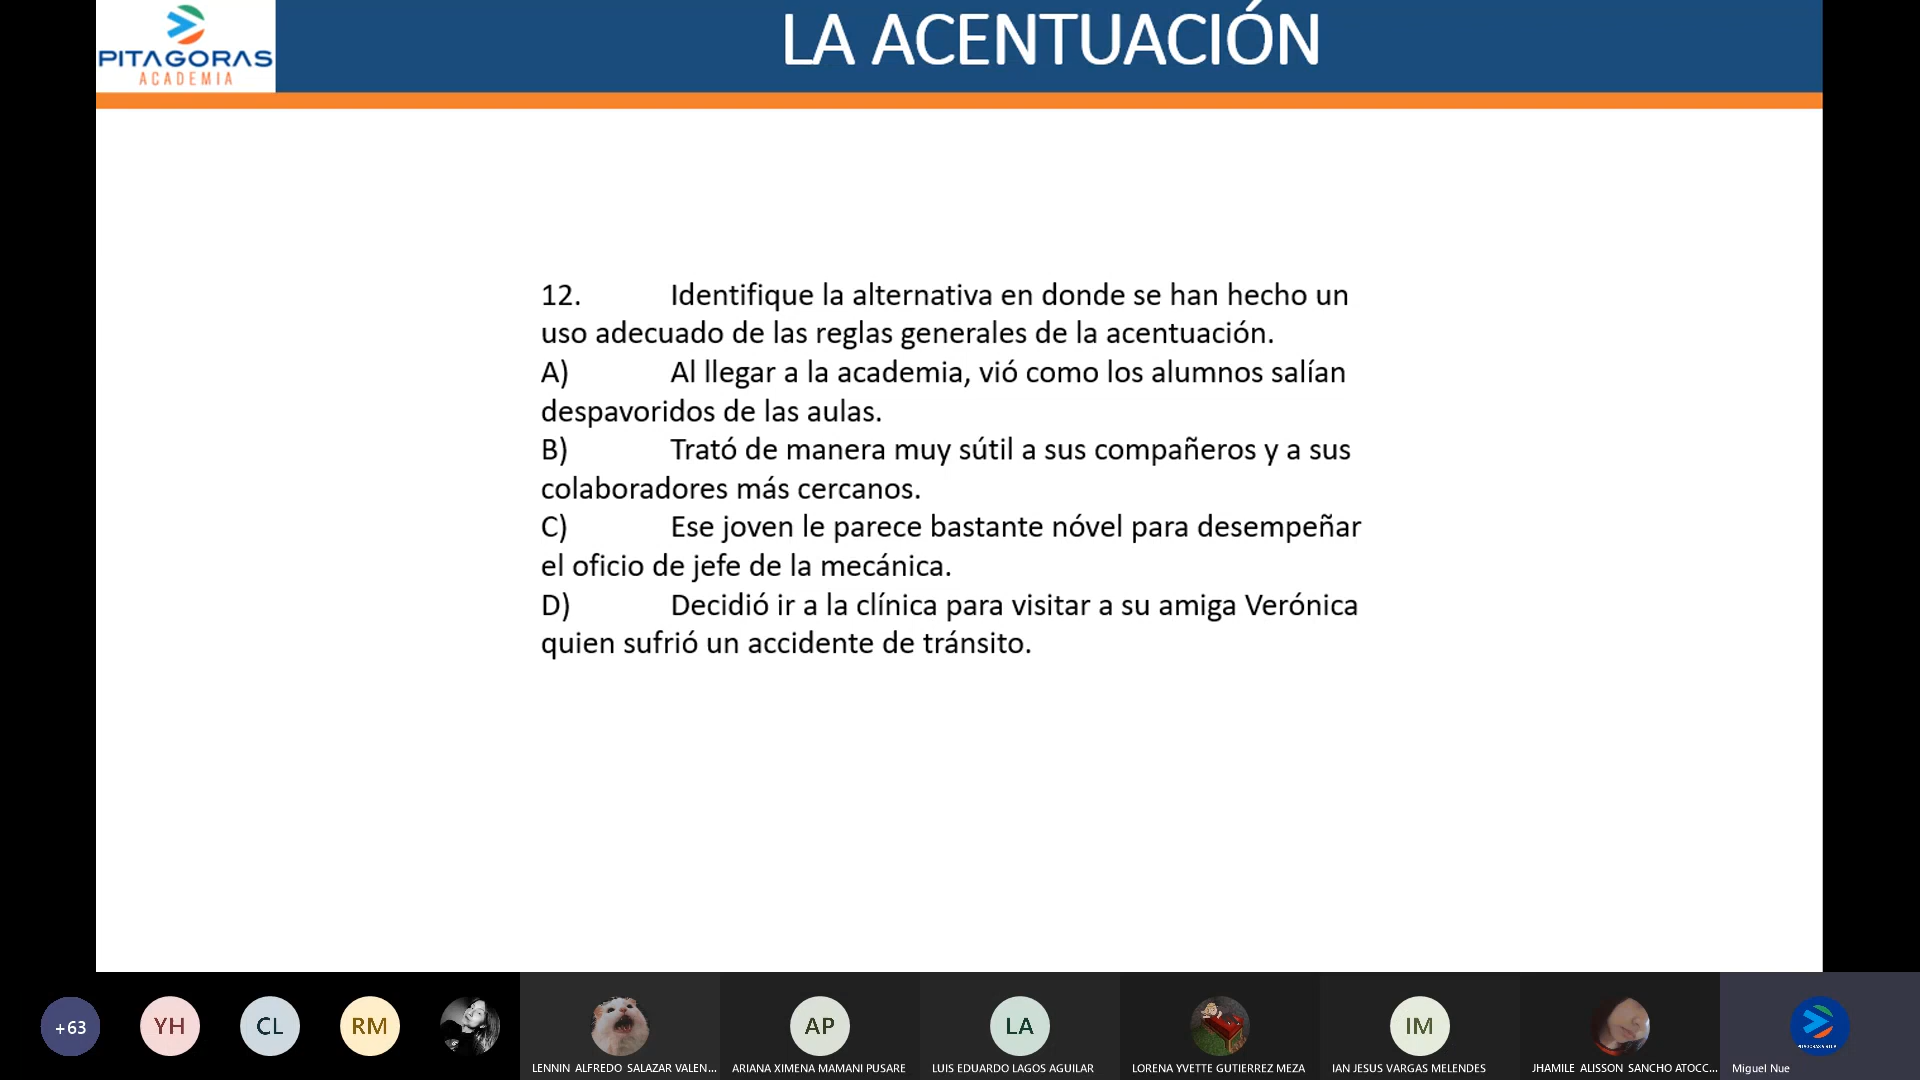 PITAGORAS
ACADEMIA
LA ACENTUACIÓN
12. Identifique la alternativa en donde se han hecho un
uso adecuado de las reglas generales de la acentuación.
A) Al llegar a la academia, vió como los alumnos salían
despavoridos de las aulas.
B) Trató de manera muy sútil a sus compañeros y a sus
colaboradores más cercanos.
C) Ese joven le parece bastante nóvel para desempeñar
el oficio de jefe de la mecánica.
D) Decidió ir a la clínica para visitar a su amiga Verónica
quien sufrió un accidente de tránsito.
+63
YH
CL
RM
AP
LA
IM
LENNIN ALFREDO SALAZAR VALEN...
ARIANA XIMENA MAMANI PUSARE
LUIS EDUARDO LAGOS AGUILAR
LORENA YVETTE GUTIERREZ MEZA
IAN JESUS VARGAS MELENDES
JHAMILE ALISSON SANCHO ATOCC...
Miguel Nue